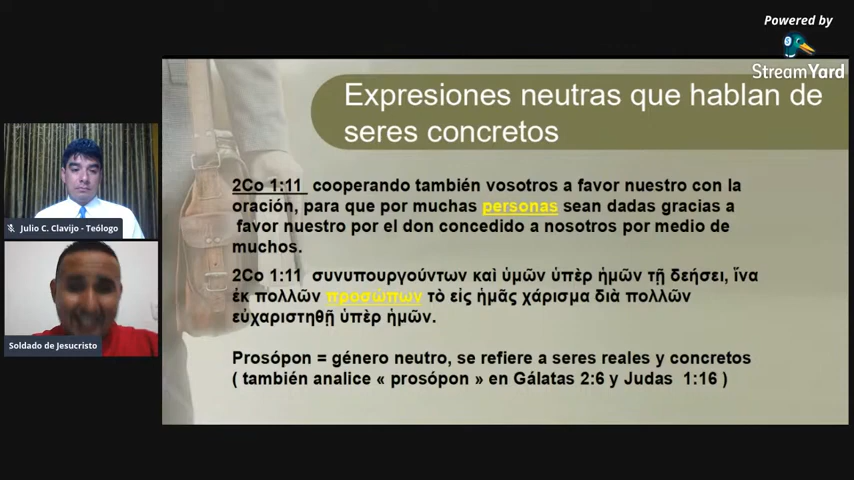 Powered by
StreamYard
Expresiones neutras que hablan de
seres concretos
2Co 1:11 cooperando también vosotros a favor nuestro con la
oración, para que por muchas personas sean dadas gracias a
favor nuestro por el don concedido a nosotros por medio de
muchos.
2Co 1:11 συνυπουργούντων καὶ ὑμῶν ὑπὲρ ἡμῶν τῇ δεήσει, ἵνα
ἐκ πολλῶν προσώπων τὸ εἰς ἡμᾶς χάρισμα διὰ πολλῶν
εὐχαριστηθῇ ὑπὲρ ἡμῶν.
Prosópon = género neutro, se refiere a seres reales y concretos
( también analice « prosópon » en Gálatas 2:6 y Judas 1:16 )
Julio C. Clavijo - Teólogo
Soldado de Jesucristo